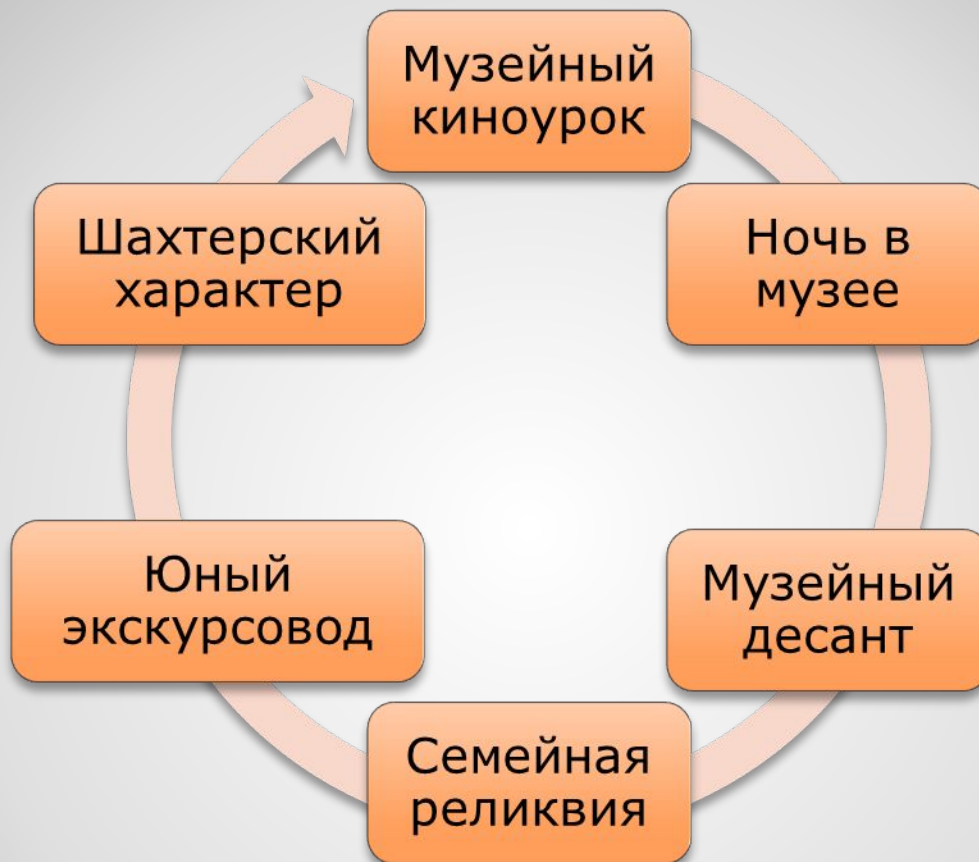 Музейный
киноурок
Ночь в
музее
Музейный
десант
Семейная
реликвия
Юный
экскурсовод
Шахтерский
характер